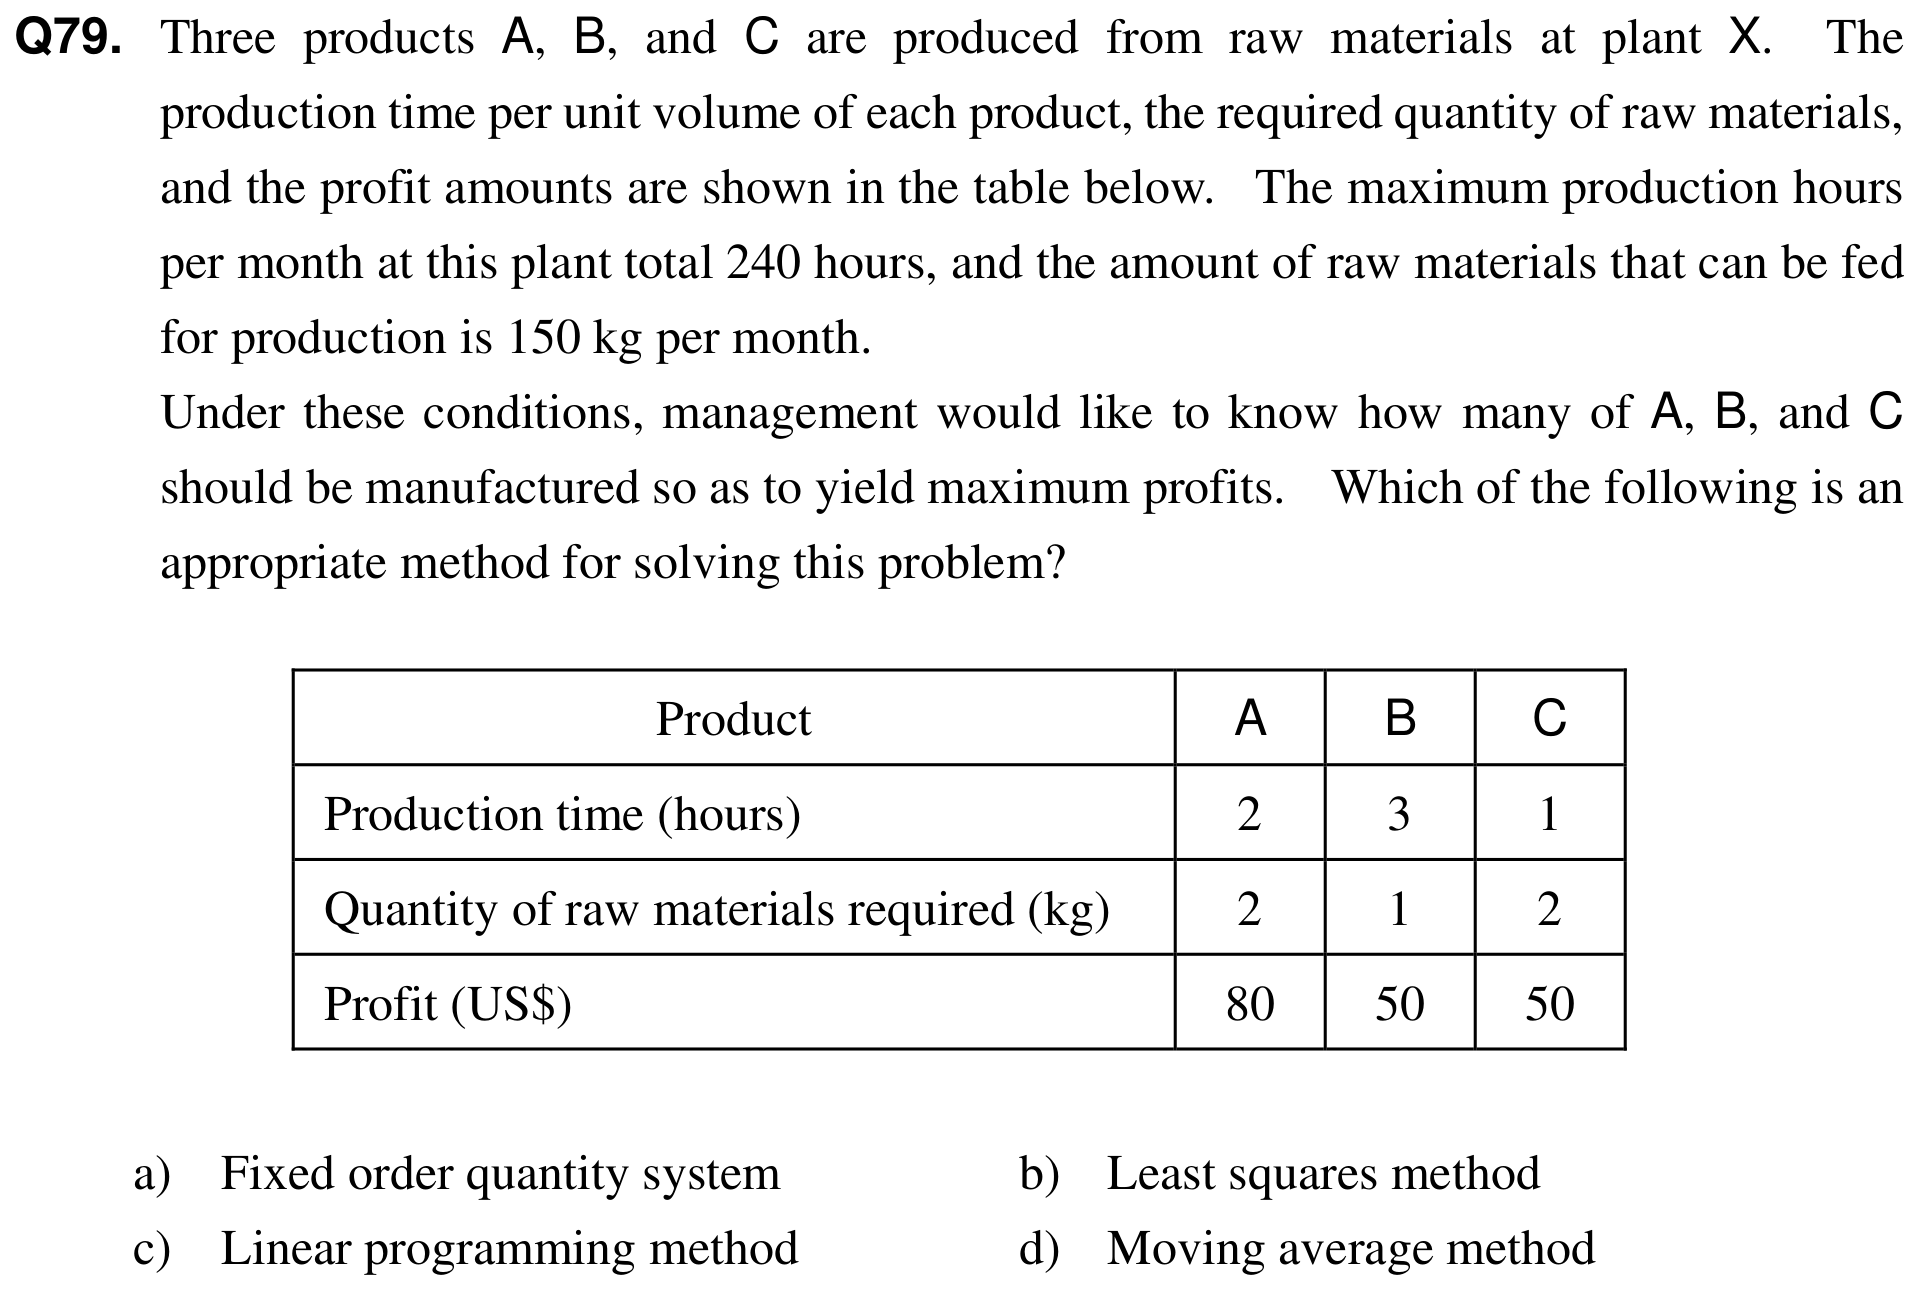 Q79. Three products A, B, and C are produced from raw materials at plant X. The
production time per unit volume of each product, the required quantity of raw materials,
and the profit amounts are shown in the table below. The maximum production hours
per month at this plant total 240 hours, and the amount of raw materials that can be fed
for production is 150 kg per month.
Under these conditions, management would like to know how many of A, B, and C
should be manufactured so as to yield maximum profits. Which of the following is an
appropriate method for solving this problem?
Product A B C
Production time (hours) 2 3 1
Quantity of raw materials required (kg) 2 1 2
Profit (US$) 80 50 50
a) Fixed order quantity system b) Least squares method
c) Linear programming method d) Moving average method